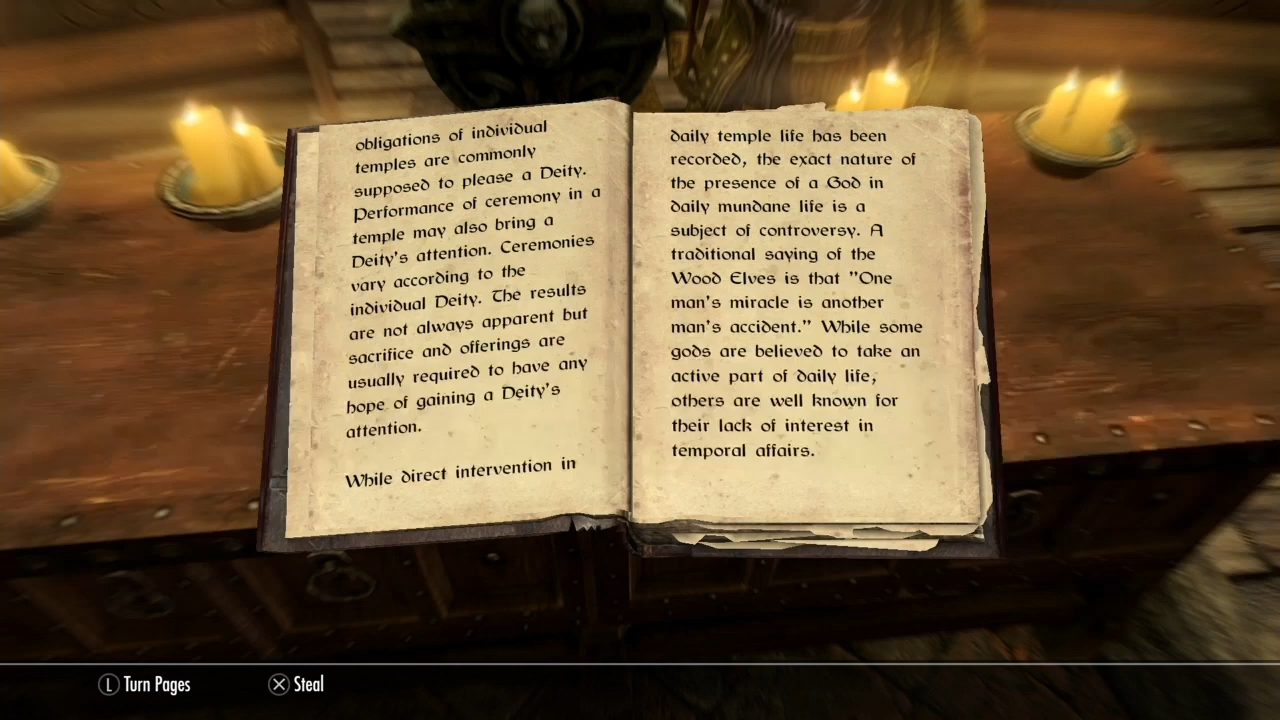 obligations of individual
temples are commonly
supposed to please a Deity.
Performance of ceremony in a
temple may also bring a
Deity's attention. Ceremonies
vary according to the
individual Deity. The results
are not always apparent but
sacrifice and offerings are
usually required to have any
hope of gaining a Deity's
attention.
While direct intervention in
daily temple life has been
recorded, the exact nature of
the presence of a God in
daily mundane life is a
subject of controversy. A
traditional saying of the
Wood Elves is that "One
man's miracle is another
man's accident." While some
gods are believed to take an
active part of daily life,
others are well known for
their lack of interest in
temporal affairs.
L Turn Pages
X Steal